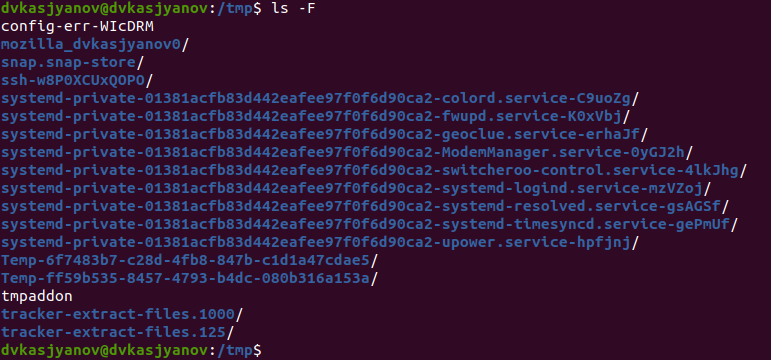 dvkasjyanov@dvkasjyanov:/tmp$ ls -F
config-err-WIcDRM
mozilla_dvkasjyanov0/
snap.snap-store/
ssh-w8P0XCUxQOPO/
systemd-private-01381acfb83d442eafee97f0f6d90ca2-colord.service-C9uoZg/
systemd-private-01381acfb83d442eafee97f0f6d90ca2-fwupd.service-K0xVbj/
systemd-private-01381acfb83d442eafee97f0f6d90ca2-geoclue.service-erhaJf/
systemd-private-01381acfb83d442eafee97f0f6d90ca2-ModemManager.service-0yGJ2h/
systemd-private-01381acfb83d442eafee97f0f6d90ca2-switcheroo-control.service-4lkJhg/
systemd-private-01381acfb83d442eafee97f0f6d90ca2-systemd-logind.service-mzVZoj/
systemd-private-01381acfb83d442eafee97f0f6d90ca2-systemd-resolved.service-gsAGSf/
systemd-private-01381acfb83d442eafee97f0f6d90ca2-systemd-timesyncd.service-gePmUf/
systemd-private-01381acfb83d442eafee97f0f6d90ca2-upower.service-hpfjnj/
Temp-6f7483b7-c28d-4fb8-847b-c1d1a47cdae5/
Temp-ff59b535-8457-4793-b4dc-080b316a153a/
tmpaddon
tracker-extract-files.1000/
tracker-extract-files.125/
dvkasjyanov@dvkasjyanov:/tmp$